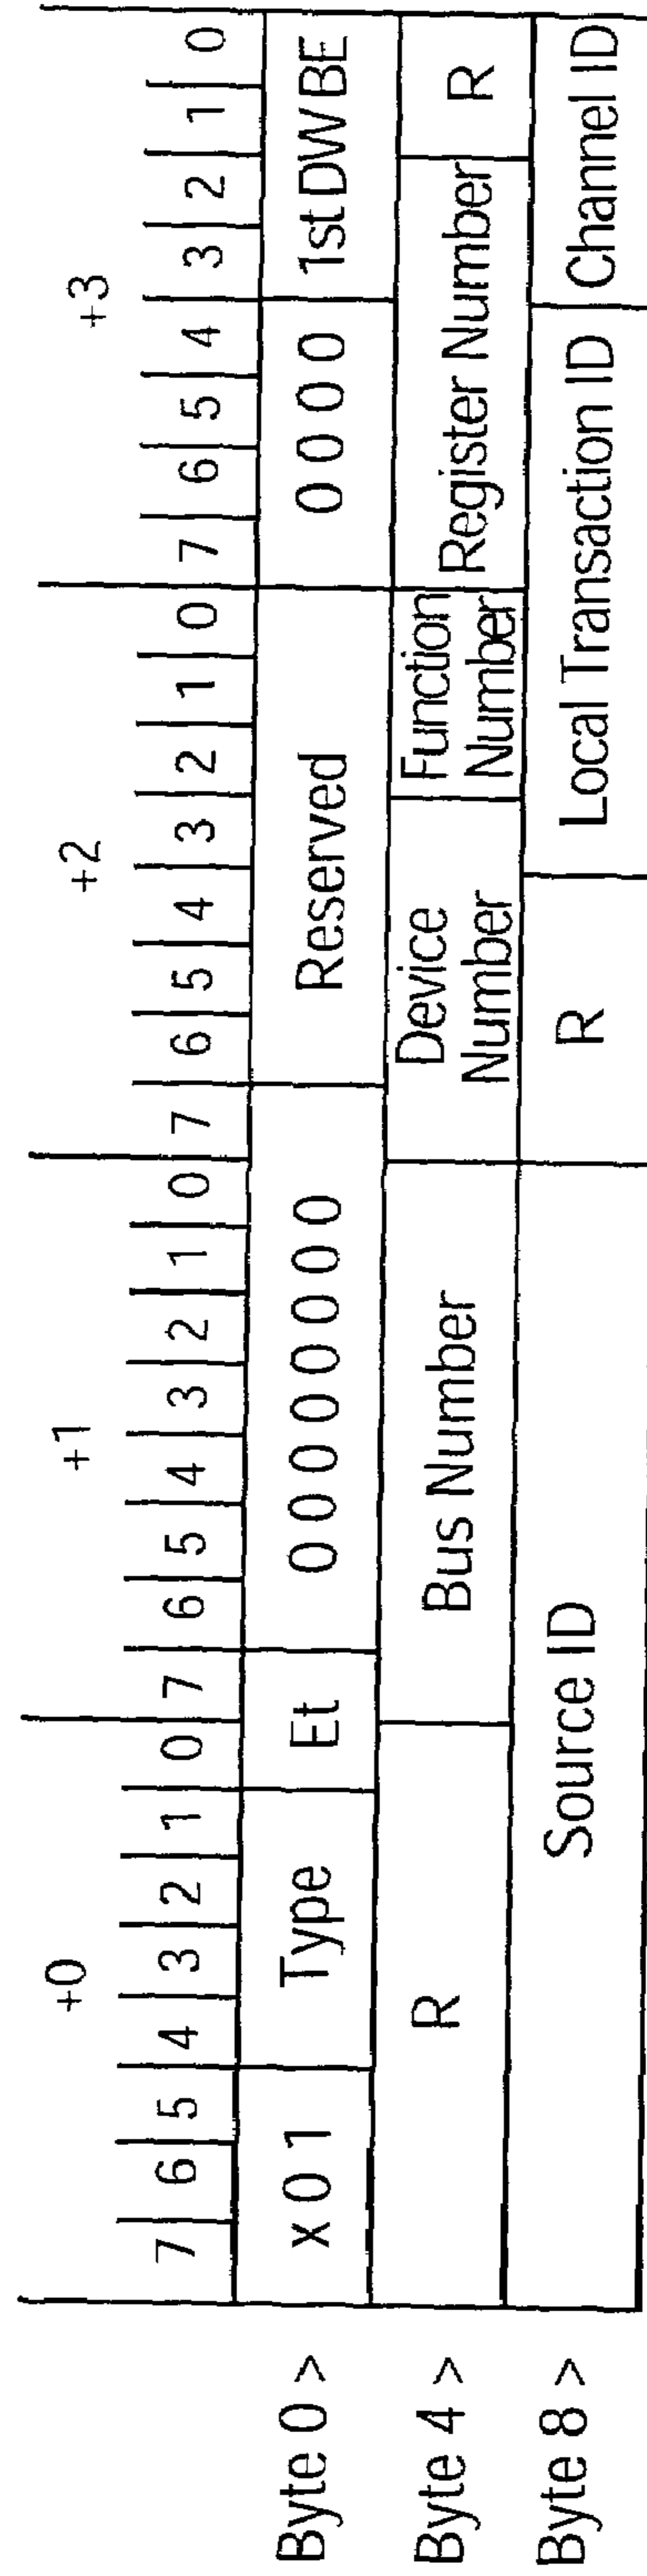 +0 +1 +2 +3
7 6 5 4 3 2 1 0 7 6 5 4 3 2 1 0 7 6 5 4 3 2 1 0 7 6 5 4 3 2 1 0
Byte 0 > x 0 1 Type Et 0 0 0 0 0 0 0 0 Reserved 0 0 0 0 1st DW BE
Byte 4 > R Bus Number Device Number Function Number Register Number R
Byte 8 > Source ID R Local Transaction ID Channel ID